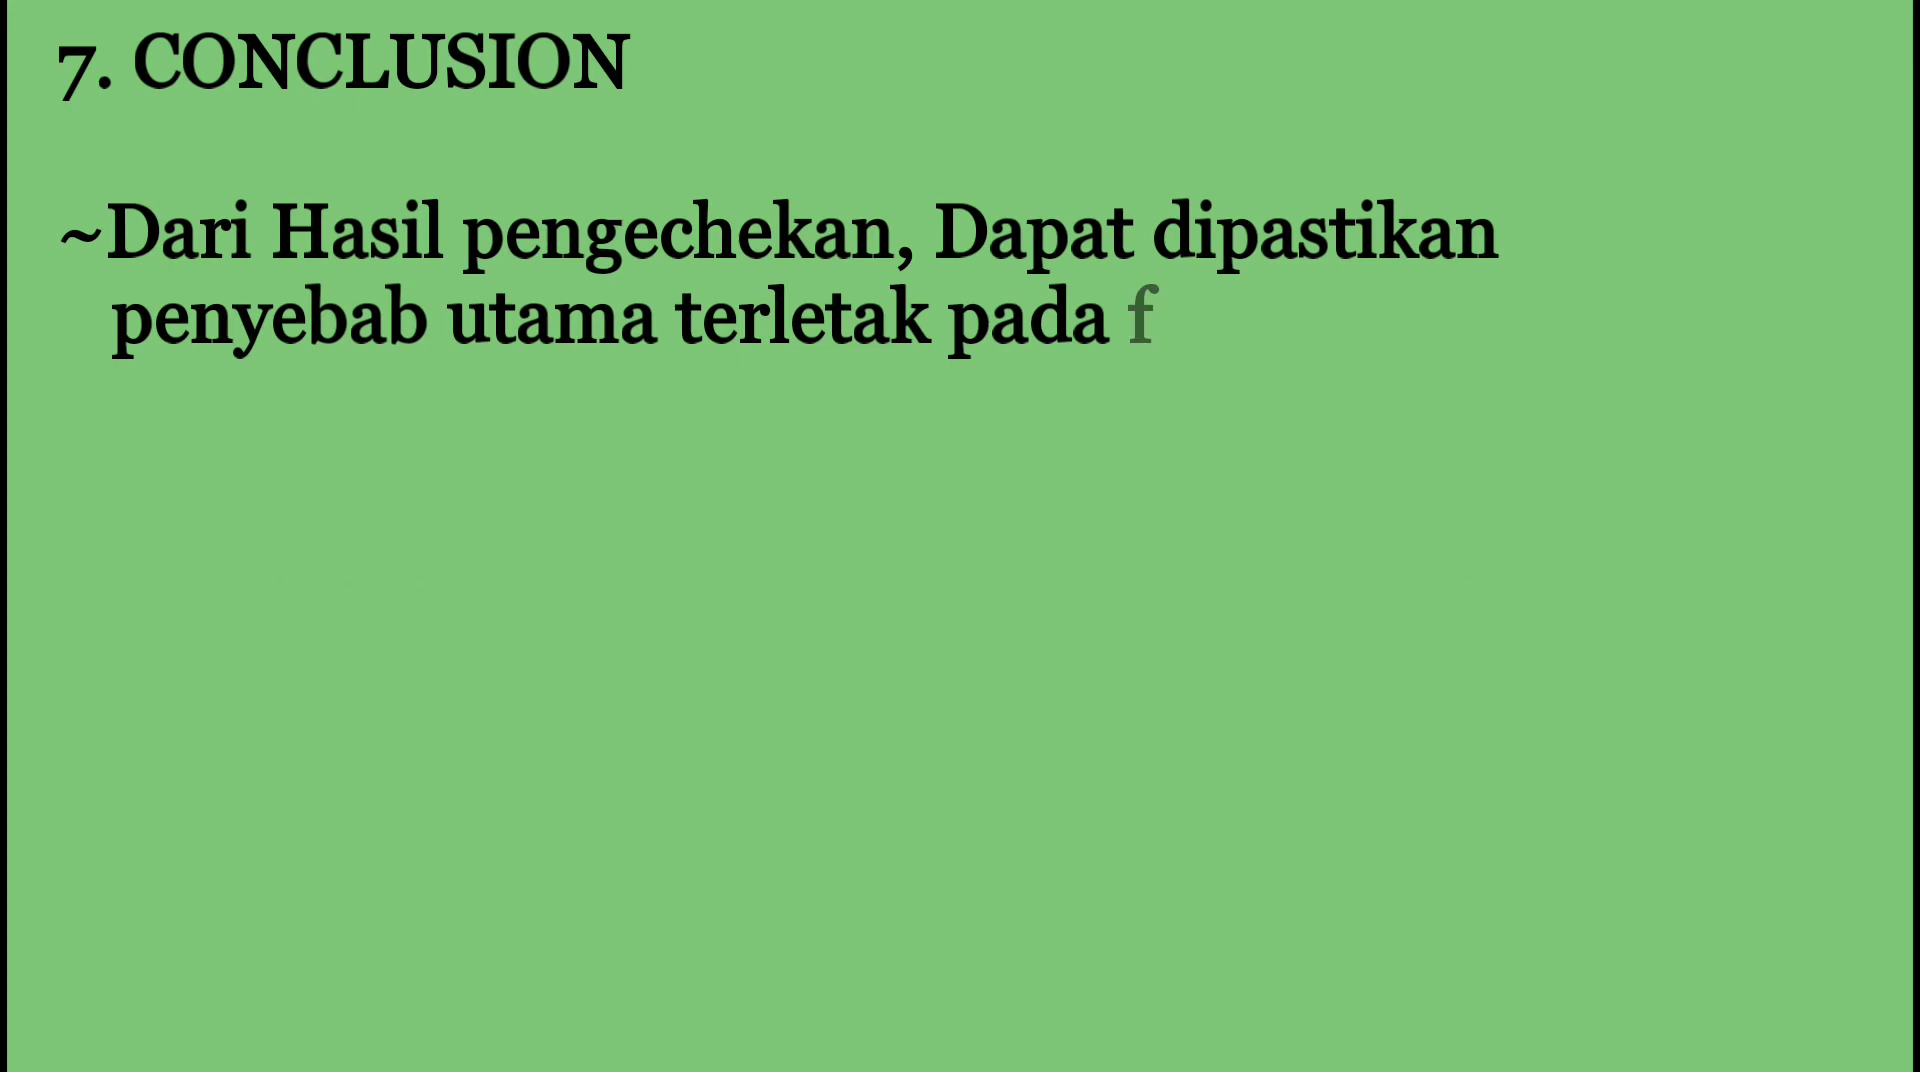 7. CONCLUSION
~Dari Hasil pengechekan, Dapat dipastikan
penyebab utama terletak pada f